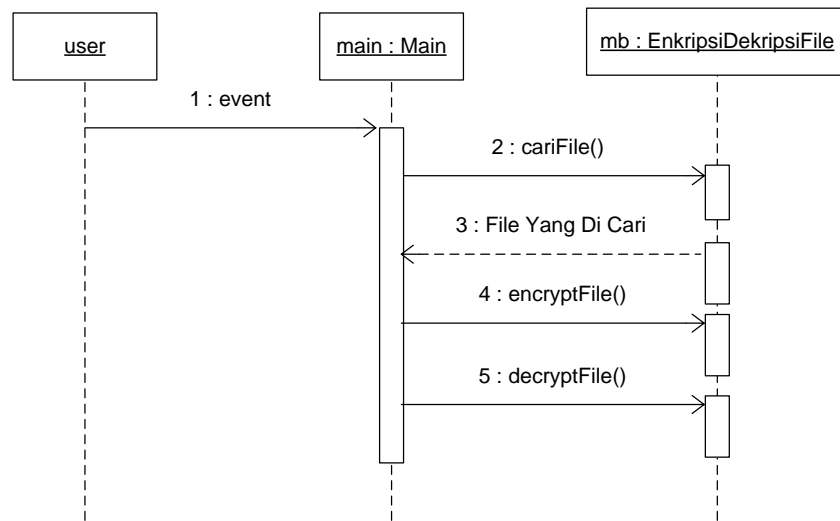 user
main : Main
mb : EnkripsiDekripsiFile
1 : event
2 : cariFile()
3 : File Yang Di Cari
4 : encryptFile()
5 : decryptFile()